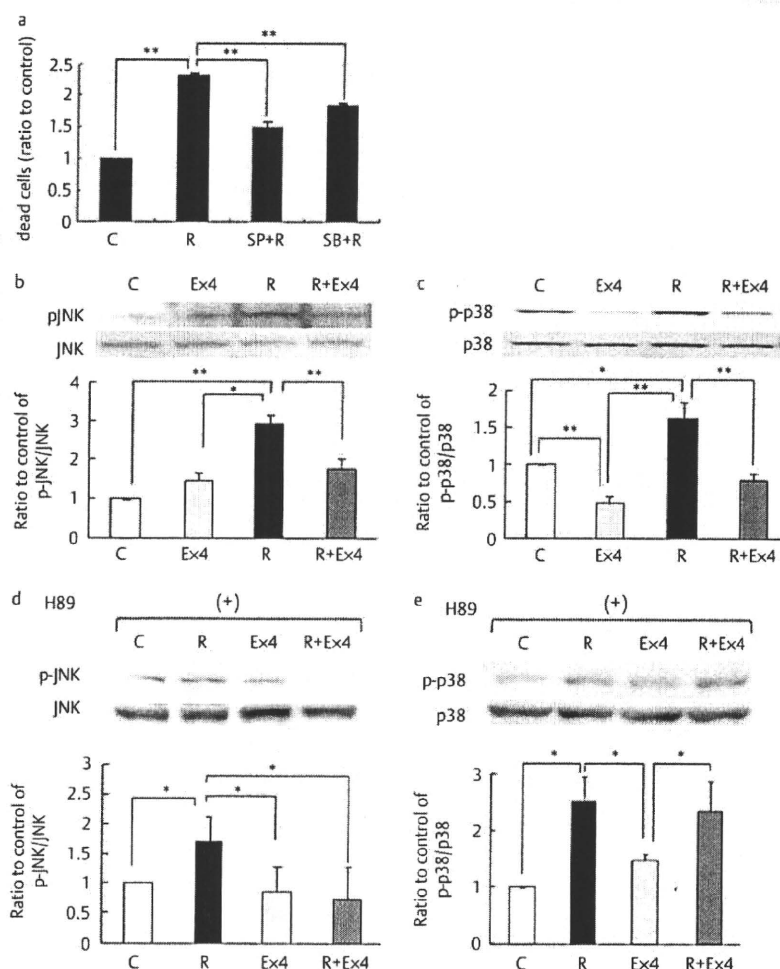 a
dead cells (ratio to control)
2.5
2
1.5
1
0.5
0
**
**
**
C R SP+R SB+R
b
C Ex4 R R+Ex4
pJNK
JNK
Ratio to control of
p-JNK/JNK
4
3
2
1
0
**
*
**
C Ex4 R R+Ex4
c
C Ex4 R R+Ex4
p-p38
p38
Ratio to control of
p-p38/p38
2
1.5
1
0.5
0
*
**
**
**
C Ex4 R R+Ex4
d H89 (+)
C R Ex4 R+Ex4
p-JNK
JNK
Ratio to control of
p-JNK/JNK
3
2.5
2
1.5
1
0.5
0
*
*
*
C R Ex4 R+Ex4
e H89 (+)
C R Ex4 R+Ex4
p-p38
p38
Ratio to control of
p-p38/p38
3
2
1
0
*
*
*
C R Ex4 R+Ex4